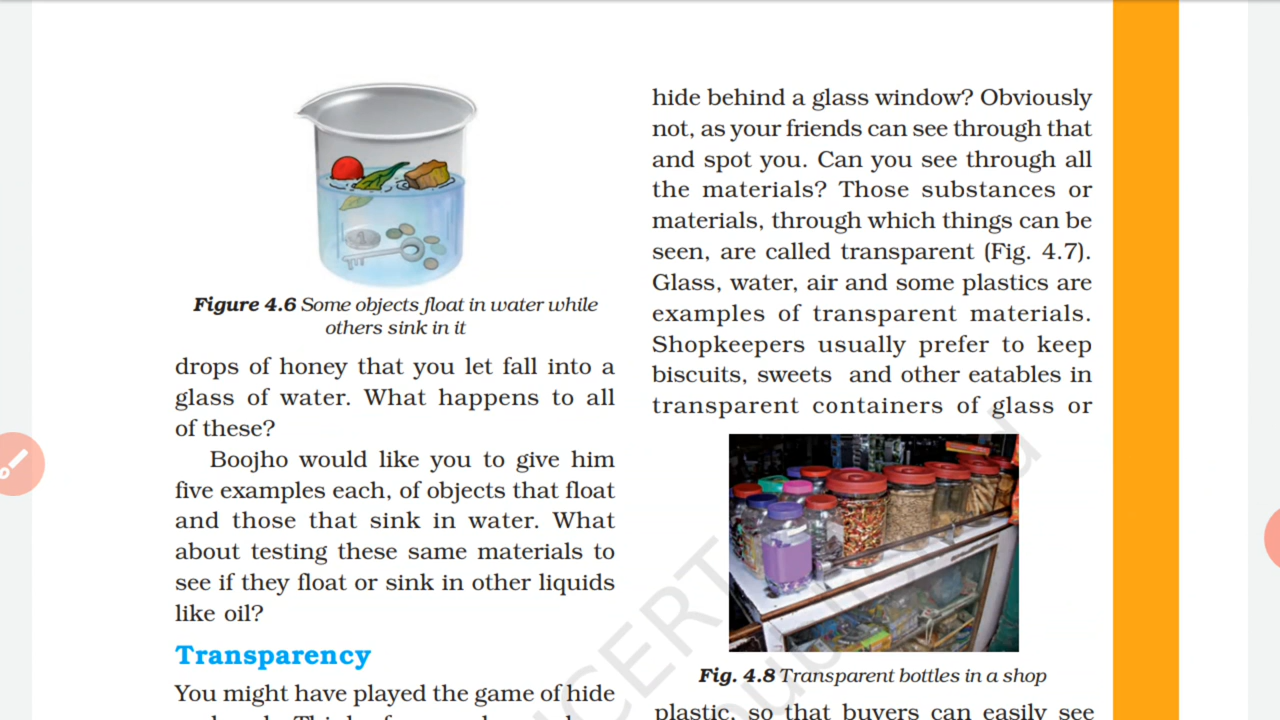 Figure 4.6 Some objects float in water while
others sink in it
drops of honey that you let fall into a
glass of water. What happens to all
of these?
Boojho would like you to give him
five examples each, of objects that float
and those that sink in water. What
about testing these same materials to
see if they float or sink in other liquids
like oil?
Transparency
You might have played the game of hide
hide behind a glass window? Obviously
not, as your friends can see through that
and spot you. Can you see through all
the materials? Those substances or
materials, through which things can be
seen, are called transparent (Fig. 4.7).
Glass, water, air and some plastics are
examples of transparent materials.
Shopkeepers usually prefer to keep
biscuits, sweets and other eatables in
transparent containers of glass or
Fig. 4.8 Transparent bottles in a shop
plastic, so that buyers can easily see
NCERT